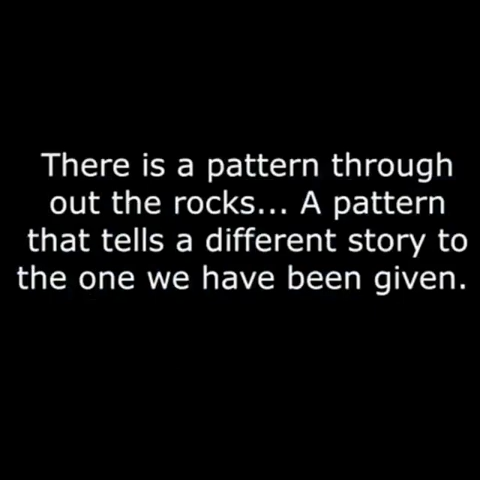 There is a pattern through
out the rocks... A pattern
that tells a different story to
the one we have been given.